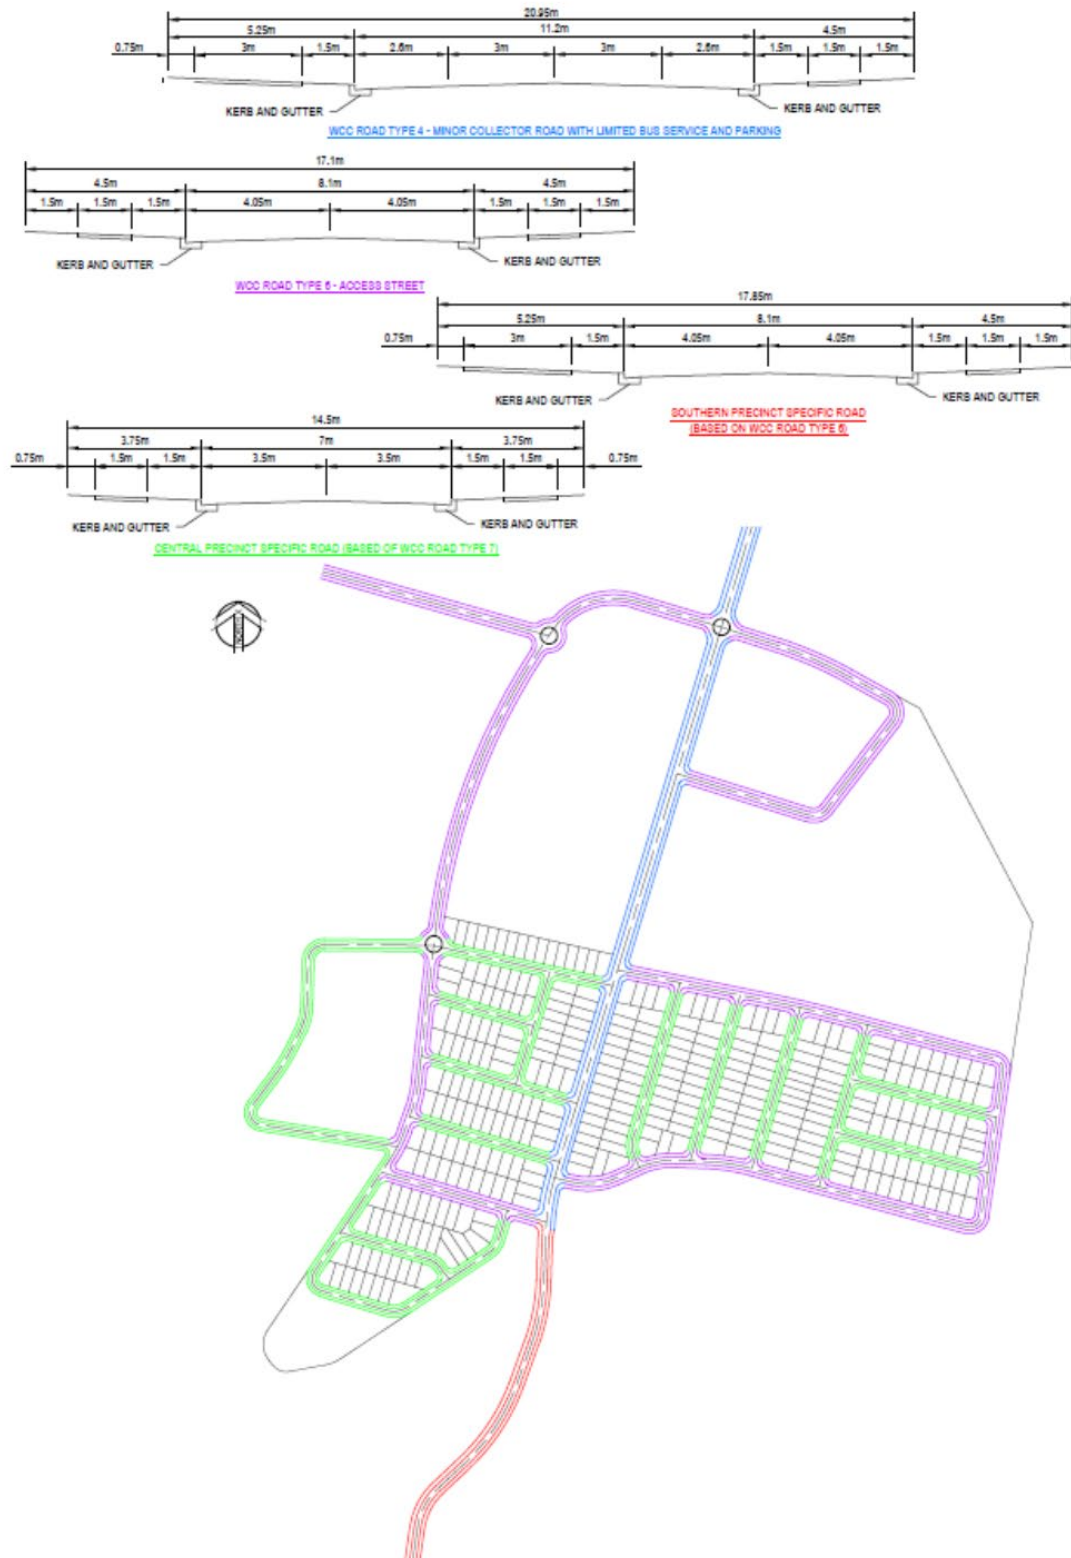 20.95m
5.25m 11.2m 4.5m
0.75m 3m 1.5m 2.6m 3m 3m 2.6m 1.5m 1.5m 1.5m
KERB AND GUTTER KERB AND GUTTER
WCC ROAD TYPE 4 - MINOR COLLECTOR ROAD WITH LIMITED BUS SERVICE AND PARKING
17.1m
4.5m 8.1m 4.5m
1.5m 1.5m 1.5m 4.05m 4.05m 1.5m 1.5m 1.5m
KERB AND GUTTER KERB AND GUTTER
WCC ROAD TYPE 6 - ACCESS STREET
17.85m
5.25m 8.1m 4.5m
0.75m 3m 1.5m 4.05m 4.05m 1.5m 1.5m 1.5m
KERB AND GUTTER KERB AND GUTTER
SOUTHERN PRECINCT SPECIFIC ROAD
(BASED ON WCC ROAD TYPE 6)
14.5m
3.75m 7m 3.75m
0.75m 1.5m 1.5m 3.5m 3.5m 1.5m 1.5m 0.75m
KERB AND GUTTER KERB AND GUTTER
CENTRAL PRECINCT SPECIFIC ROAD (BASED OF WCC ROAD TYPE 7)